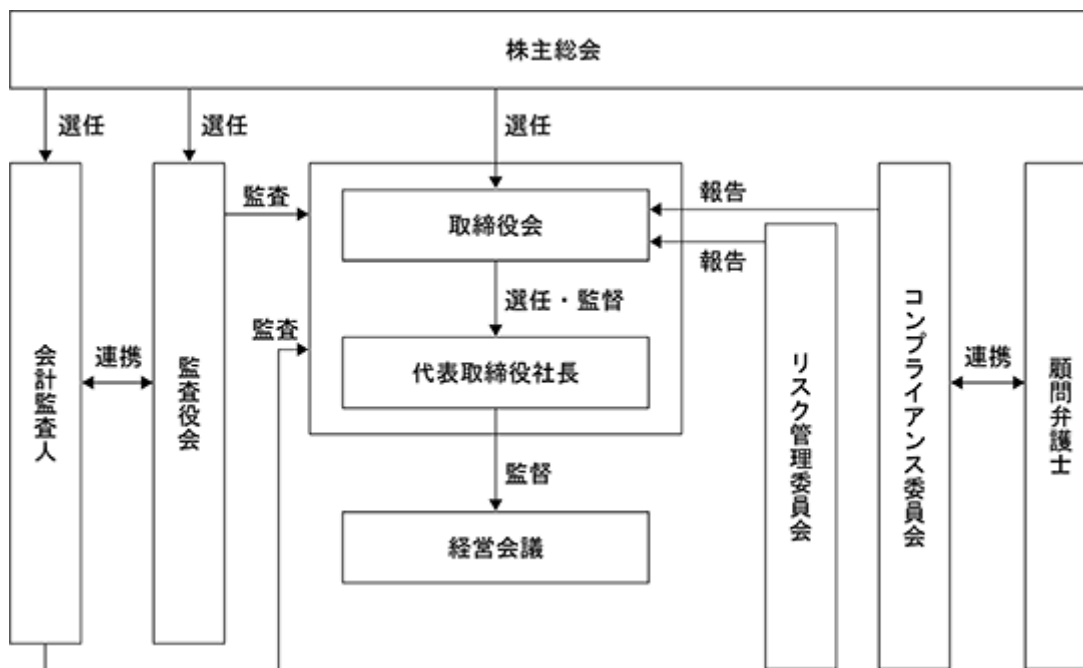 株主総会
選任
選任
選任
監査
取締役会
報告
報告
選任・監督
監査
代表取締役社長
連携
連携
会計監査人
監査役会
リスク管理委員会
コンプライアンス委員会
顧問弁護士
監督
経営会議